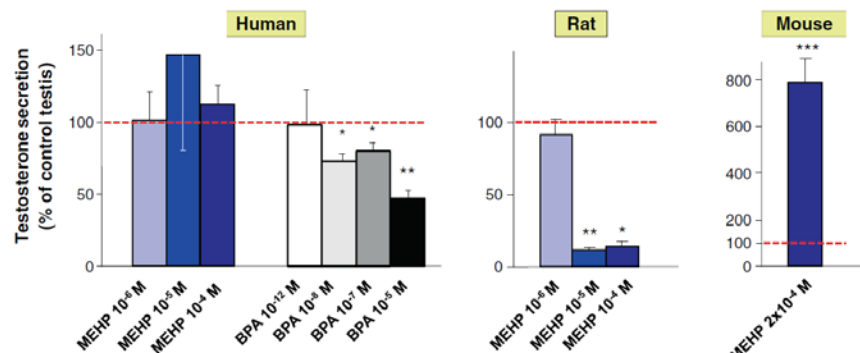 Human
Rat
Mouse
Testosterone secretion
(% of control testis)
150
100
50
0
*
*
**
MEHP 10⁻⁶ M
MEHP 10⁻⁵ M
MEHP 10⁻⁴ M
BPA 10⁻¹² M
BPA 10⁻⁸ M
BPA 10⁻⁷ M
BPA 10⁻⁵ M
100
50
0
**
*
MEHP 10⁻⁶ M
MEHP 10⁻⁵ M
MEHP 10⁻⁴ M
***
800
600
400
200
100
0
MEHP 2x10⁻⁴ M